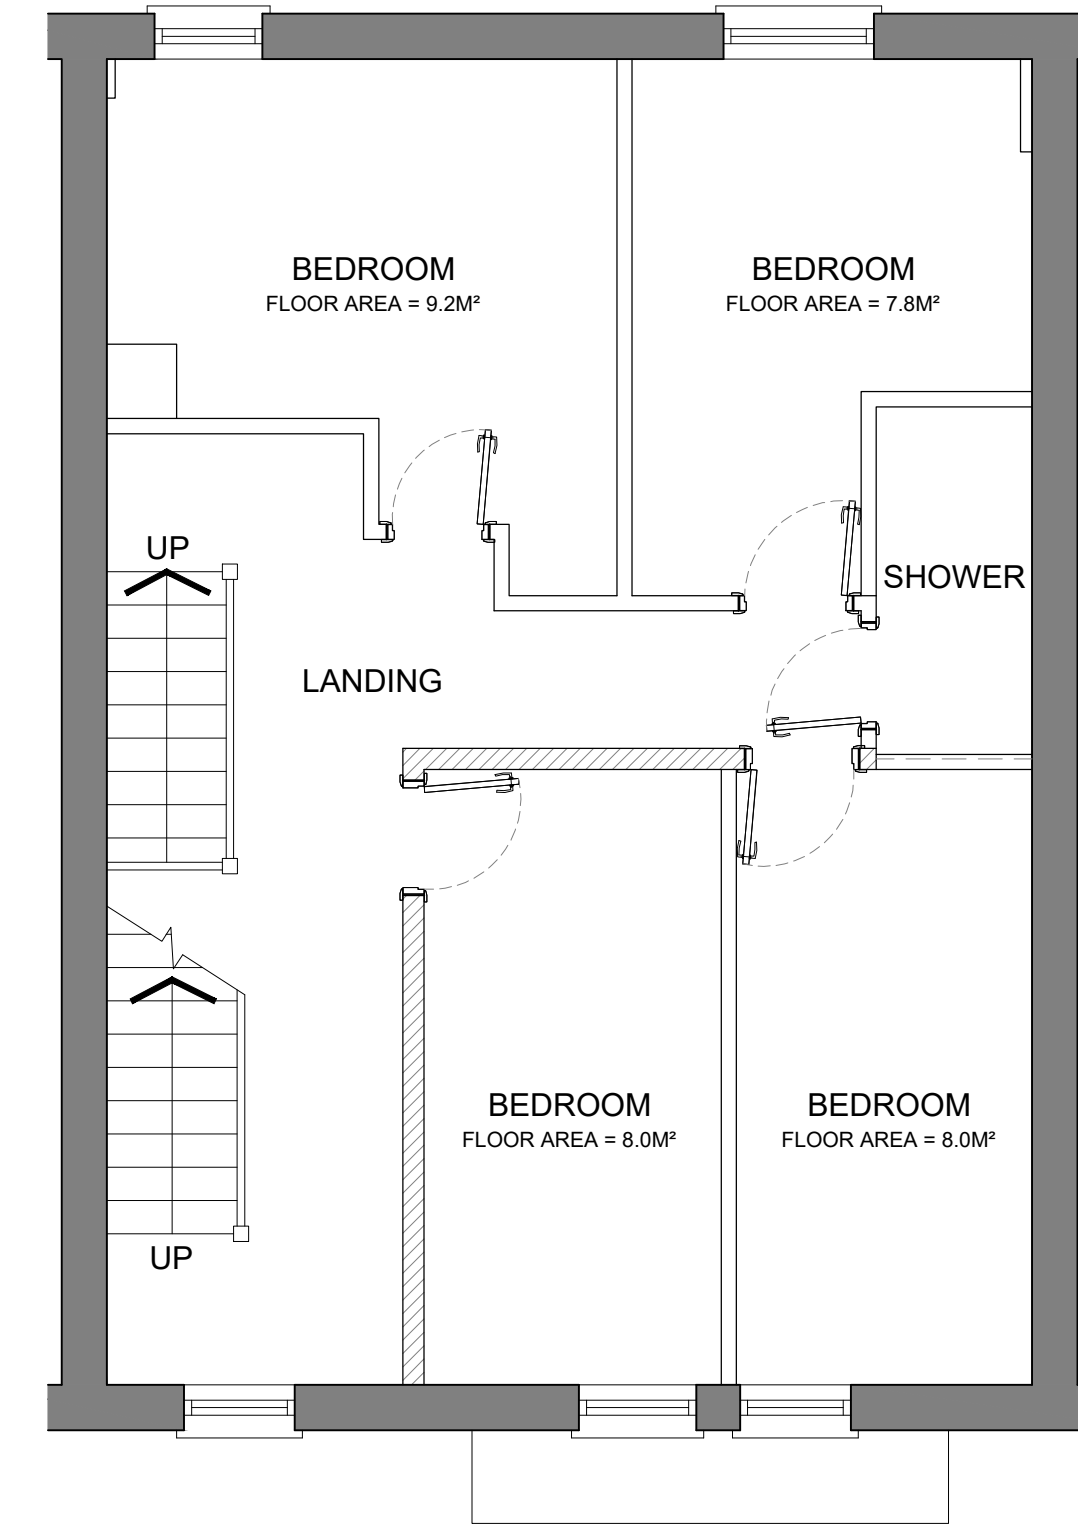 BEDROOM
FLOOR AREA = 9.2M²
BEDROOM
FLOOR AREA = 7.8M²
UP
SHOWER
LANDING
BEDROOM
FLOOR AREA = 8.0M²
BEDROOM
FLOOR AREA = 8.0M²
UP